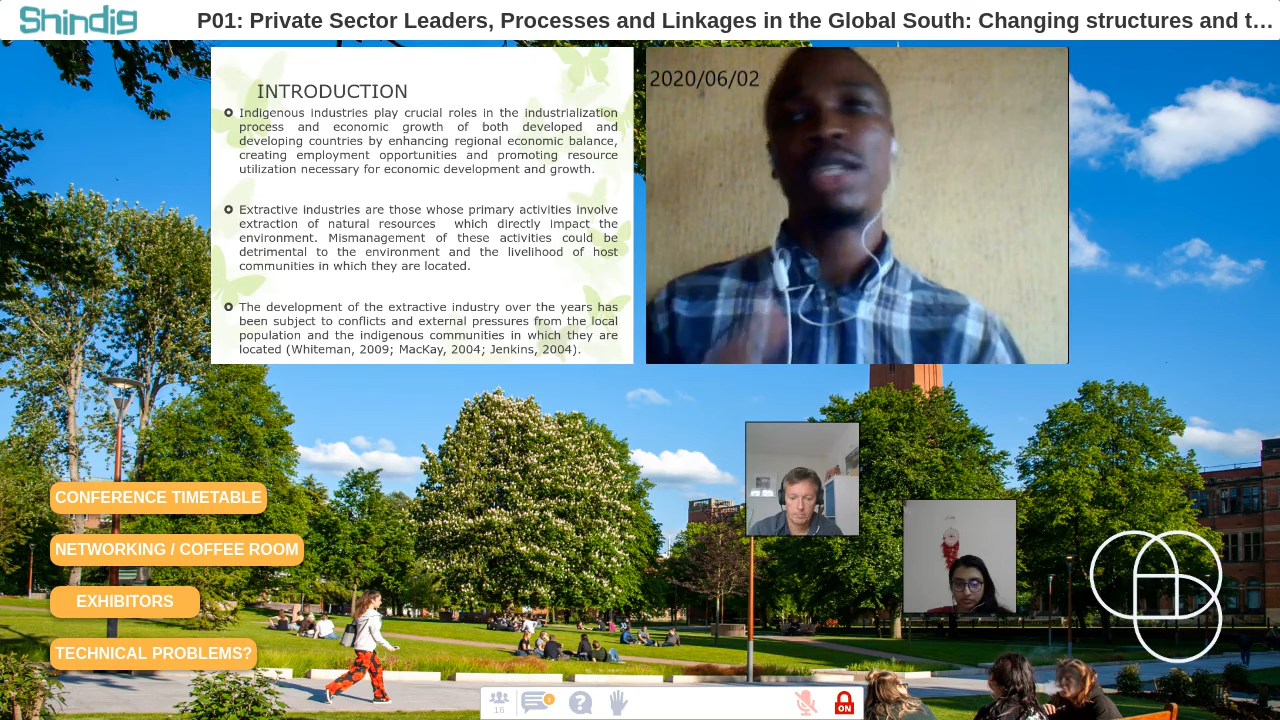 Shindig
P01: Private Sector Leaders, Processes and Linkages in the Global South: Changing structures and t...
INTRODUCTION
Indigenous industries play crucial roles in the industrialization
process and economic growth of both developed and
developing countries by enhancing regional economic balance,
creating employment opportunities and promoting resource
utilization necessary for economic development and growth.
Extractive industries are those whose primary activities involve
extraction of natural resources which directly impact the
environment. Mismanagement of these activities could be
detrimental to the environment and the livelihood of host
communities in which they are located.
The development of the extractive industry over the years has
been subject to conflicts and external pressures from the local
population and the indigenous communities in which they are
located (Whiteman, 2009; MacKay, 2004; Jenkins, 2004).
2020/06/02
CONFERENCE TIMETABLE
NETWORKING / COFFEE ROOM
EXHIBITORS
TECHNICAL PROBLEMS?
16
ON